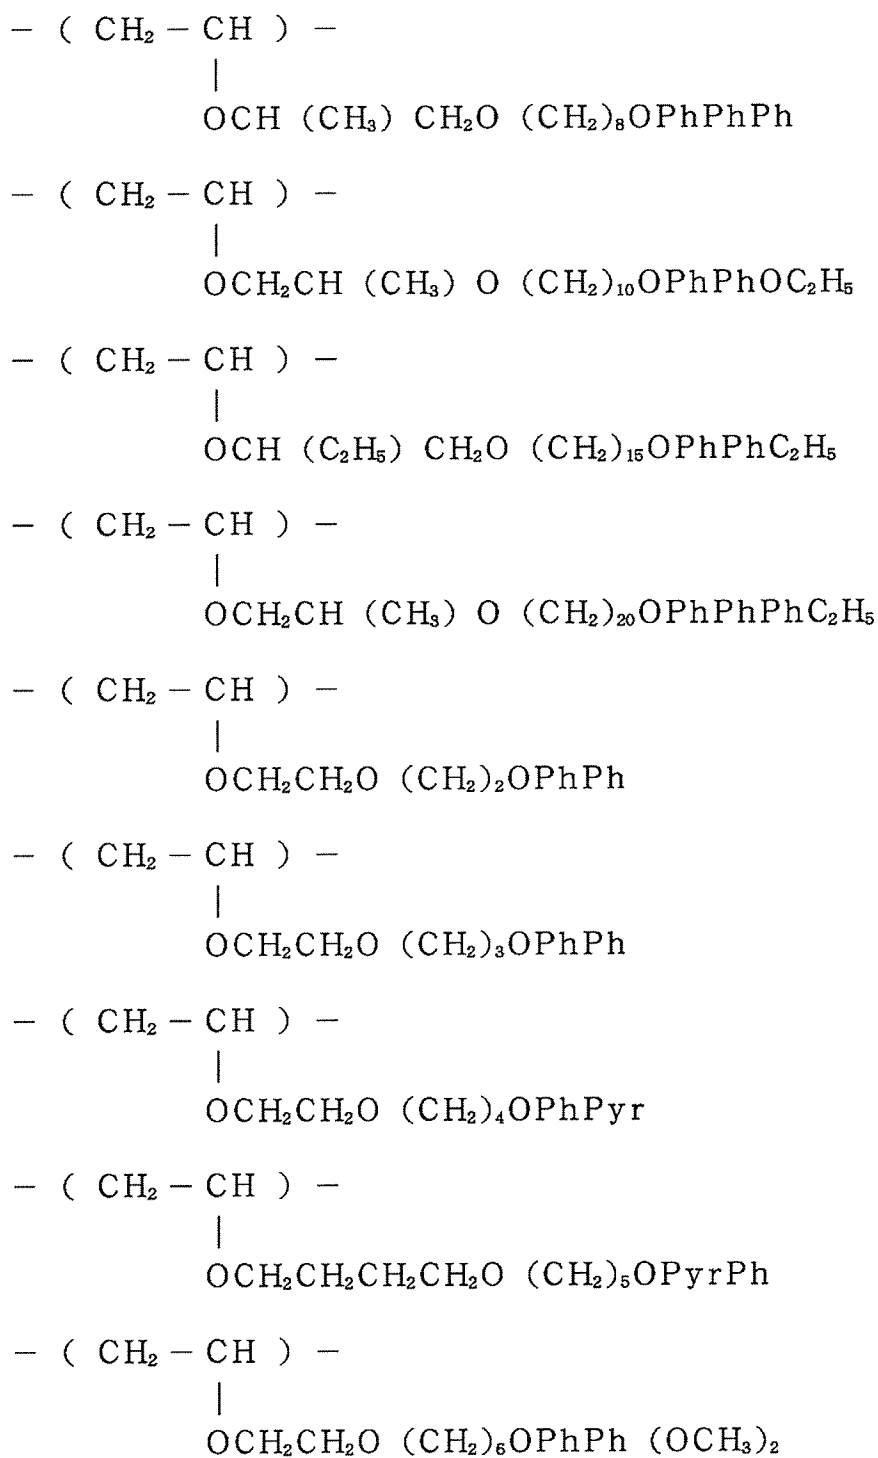 − ( CH₂ − CH ) −
|
OCH (CH₃) CH₂O (CH₂)₈OPhPhPh
− ( CH₂ − CH ) −
|
OCH₂CH (CH₃) O (CH₂)₁₀OPhPhOC₂H₅
− ( CH₂ − CH ) −
|
OCH (C₂H₅) CH₂O (CH₂)₁₅OPhPhC₂H₅
− ( CH₂ − CH ) −
|
OCH₂CH (CH₃) O (CH₂)₂₀OPhPhPhC₂H₅
− ( CH₂ − CH ) −
|
OCH₂CH₂O (CH₂)₂OPhPh
− ( CH₂ − CH ) −
|
OCH₂CH₂O (CH₂)₃OPhPh
− ( CH₂ − CH ) −
|
OCH₂CH₂O (CH₂)₄OPhPyr
− ( CH₂ − CH ) −
|
OCH₂CH₂CH₂CH₂O (CH₂)₅OPyrPh
− ( CH₂ − CH ) −
|
OCH₂CH₂O (CH₂)₆OPhPh (OCH₃)₂